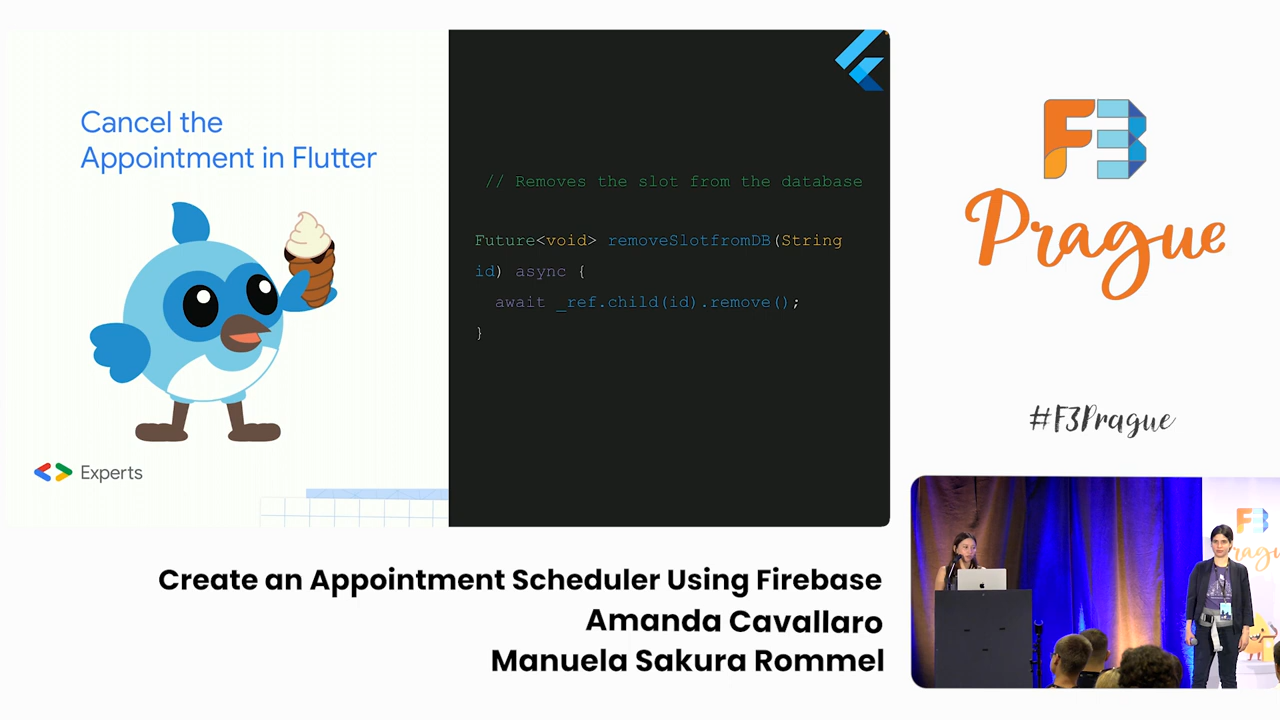 Cancel the
Appointment in Flutter
Experts
// Removes the slot from the database
Future<void> removeSlotfromDB(String
id) async {
await _ref.child(id).remove();
}
F3
Prague
#F3Prague
Create an Appointment Scheduler Using Firebase
Amanda Cavallaro
Manuela Sakura Rommel